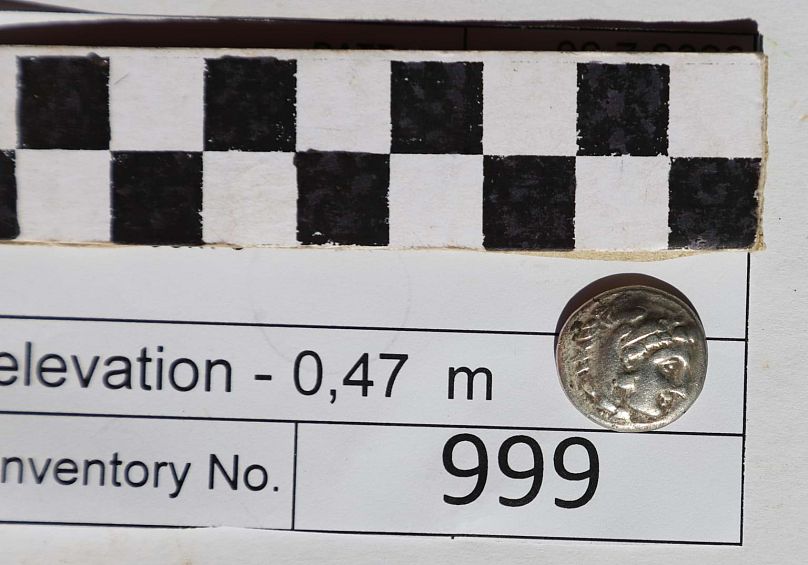 elevation - 0,47 m
nventory No. 999